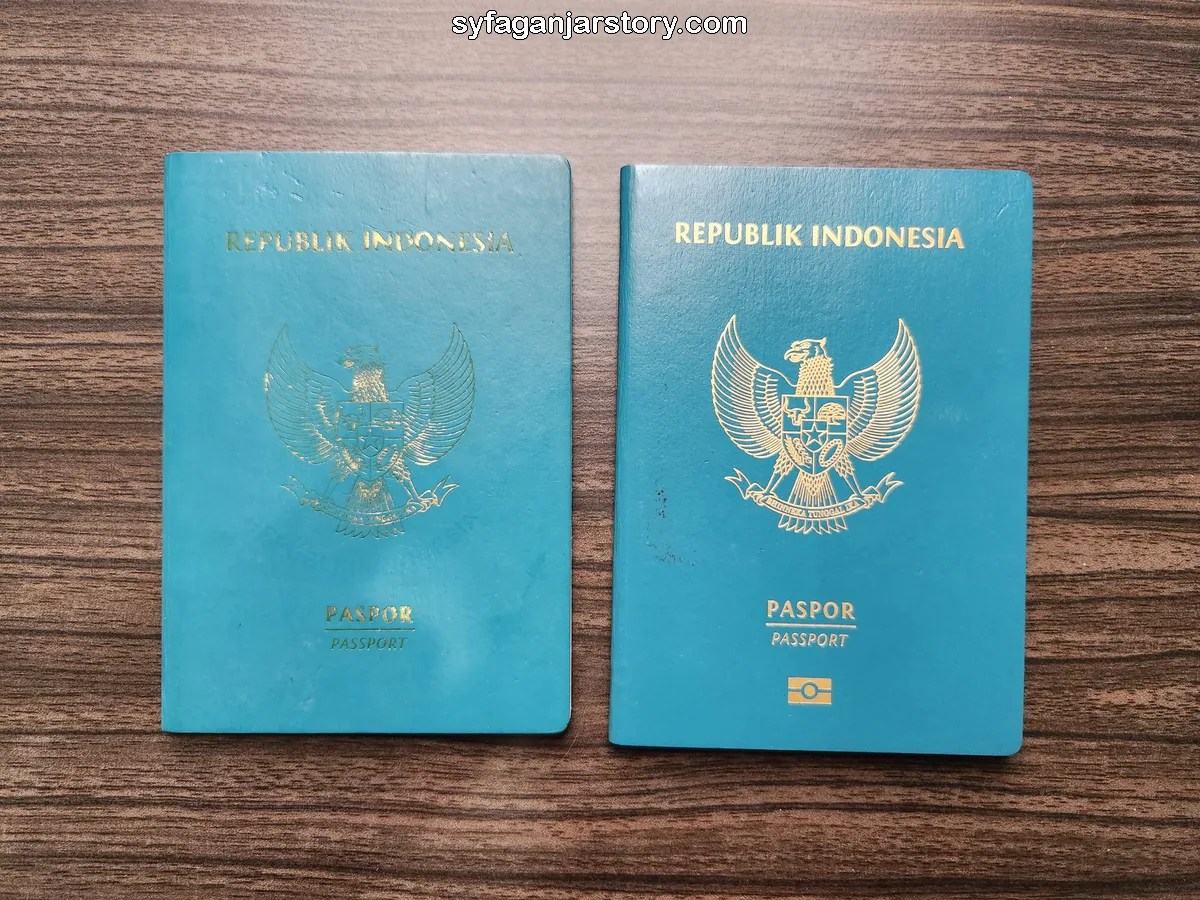 syfaganjarstory.com
REPUBLIK INDONESIA
PASPOR
PASSPORT
REPUBLIK INDONESIA
BHINNEKA TUNGGAL IKA
PASPOR
PASSPORT